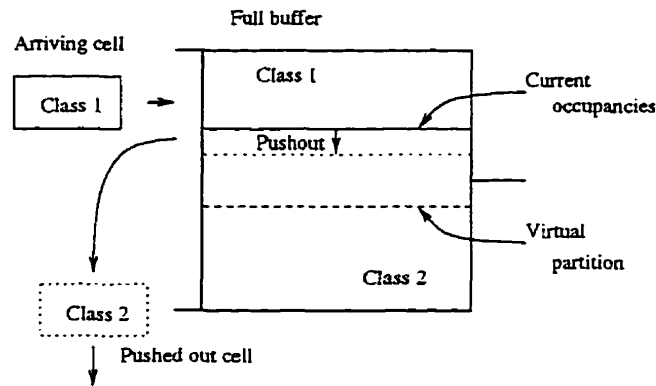 Full buffer
Arriving cell
Class 1
Class 1
Current
occupancies
Pushout
Virtual
partition
Class 2
Class 2
Pushed out cell